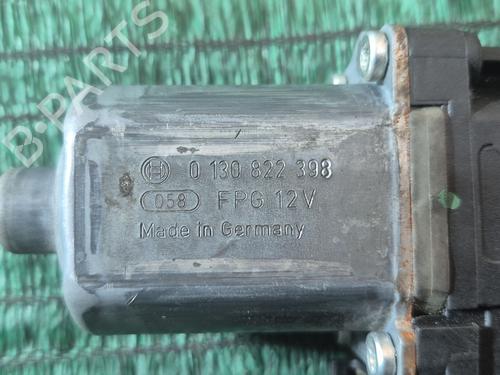 B-PARTS
0 130 822 398
058 FPG 12V
Made in Germany